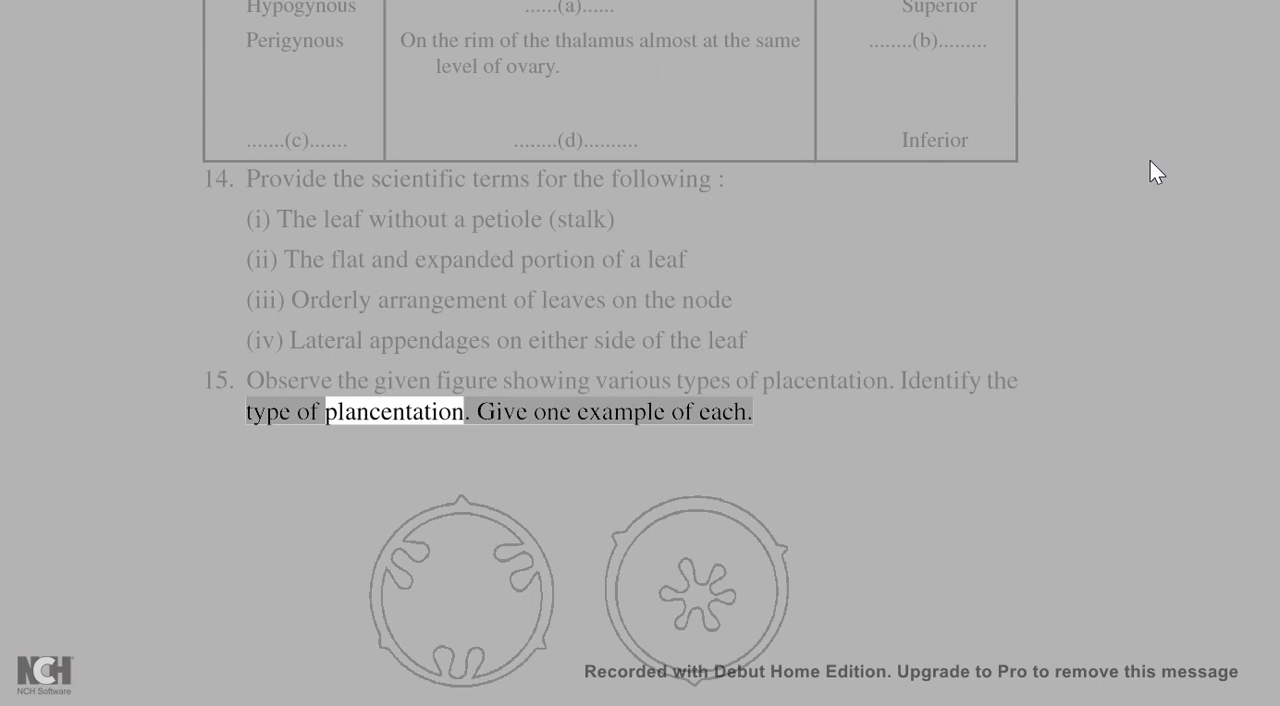 Hypogynous ......(a)...... Superior
Perigynous On the rim of the thalamus almost at the same ........(b).........
level of ovary.
.......(c)....... ........(d).......... Inferior
14. Provide the scientific terms for the following :
(i) The leaf without a petiole (stalk)
(ii) The flat and expanded portion of a leaf
(iii) Orderly arrangement of leaves on the node
(iv) Lateral appendages on either side of the leaf
15. Observe the given figure showing various types of placentation. Identify the
type of plancentation. Give one example of each.
NCH
NCH Software
Recorded with Debut Home Edition. Upgrade to Pro to remove this message